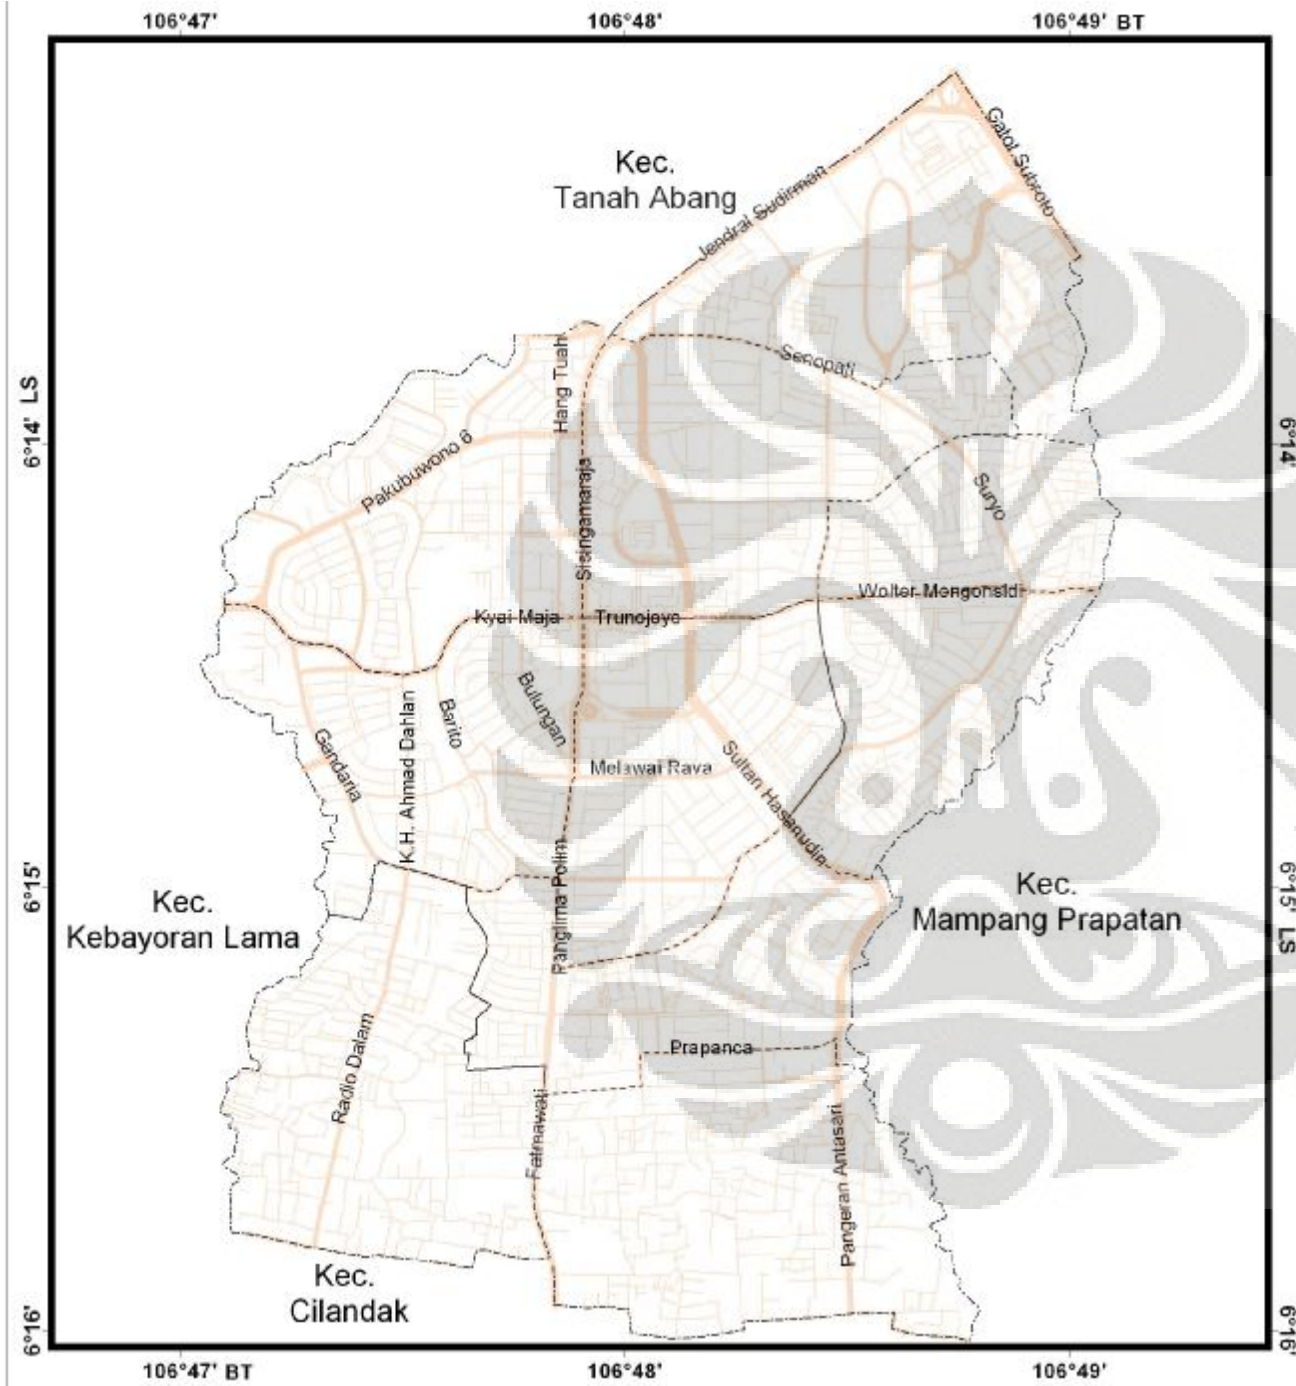 106°47'
106°48'
106°49' BT
Kec.
Tanah Abang
Jendral Sudirman
Gatot Subroto
Senopati
Hang Tuah
6°14' LS
6°14'
Pakubuwono 6
Sisingamaraja
Suryo
Wolter Mengonsidi
Kyai Maja
Trunojoyo
Bulungan
Barito
K.H. Ahmad Dahlan
Gandaria
Melawai Raya
Sultan Hasanudin
Panglima Polim
6°15'
6°15' LS
Kec.
Kebayoran Lama
Kec.
Mampang Prapatan
Radio Dalam
Prapanca
Fatmawati
Pangeran Antasari
Kec.
Cilandak
6°16'
6°16'
106°47' BT
106°48'
106°49'